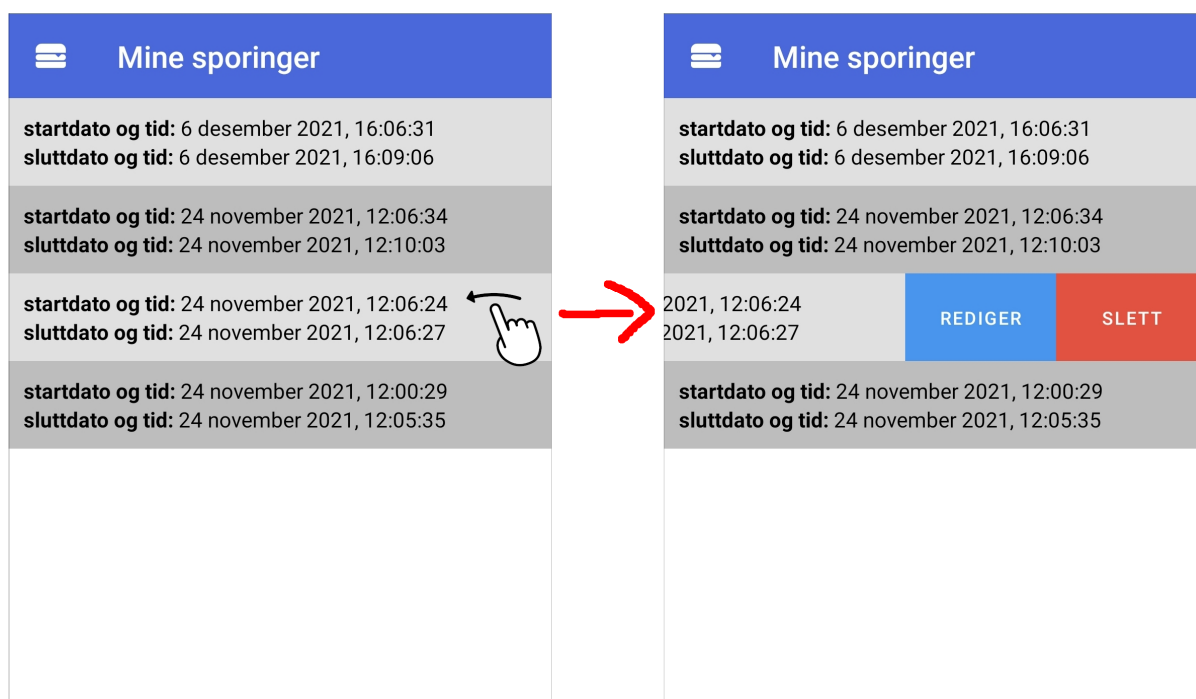 Mine sporinger
startdato og tid: 6 desember 2021, 16:06:31
sluttdato og tid: 6 desember 2021, 16:09:06
startdato og tid: 24 november 2021, 12:06:34
sluttdato og tid: 24 november 2021, 12:10:03
startdato og tid: 24 november 2021, 12:06:24
sluttdato og tid: 24 november 2021, 12:06:27
startdato og tid: 24 november 2021, 12:00:29
sluttdato og tid: 24 november 2021, 12:05:35
Mine sporinger
startdato og tid: 6 desember 2021, 16:06:31
sluttdato og tid: 6 desember 2021, 16:09:06
startdato og tid: 24 november 2021, 12:06:34
sluttdato og tid: 24 november 2021, 12:10:03
2021, 12:06:24
2021, 12:06:27
REDIGER
SLETT
startdato og tid: 24 november 2021, 12:00:29
sluttdato og tid: 24 november 2021, 12:05:35